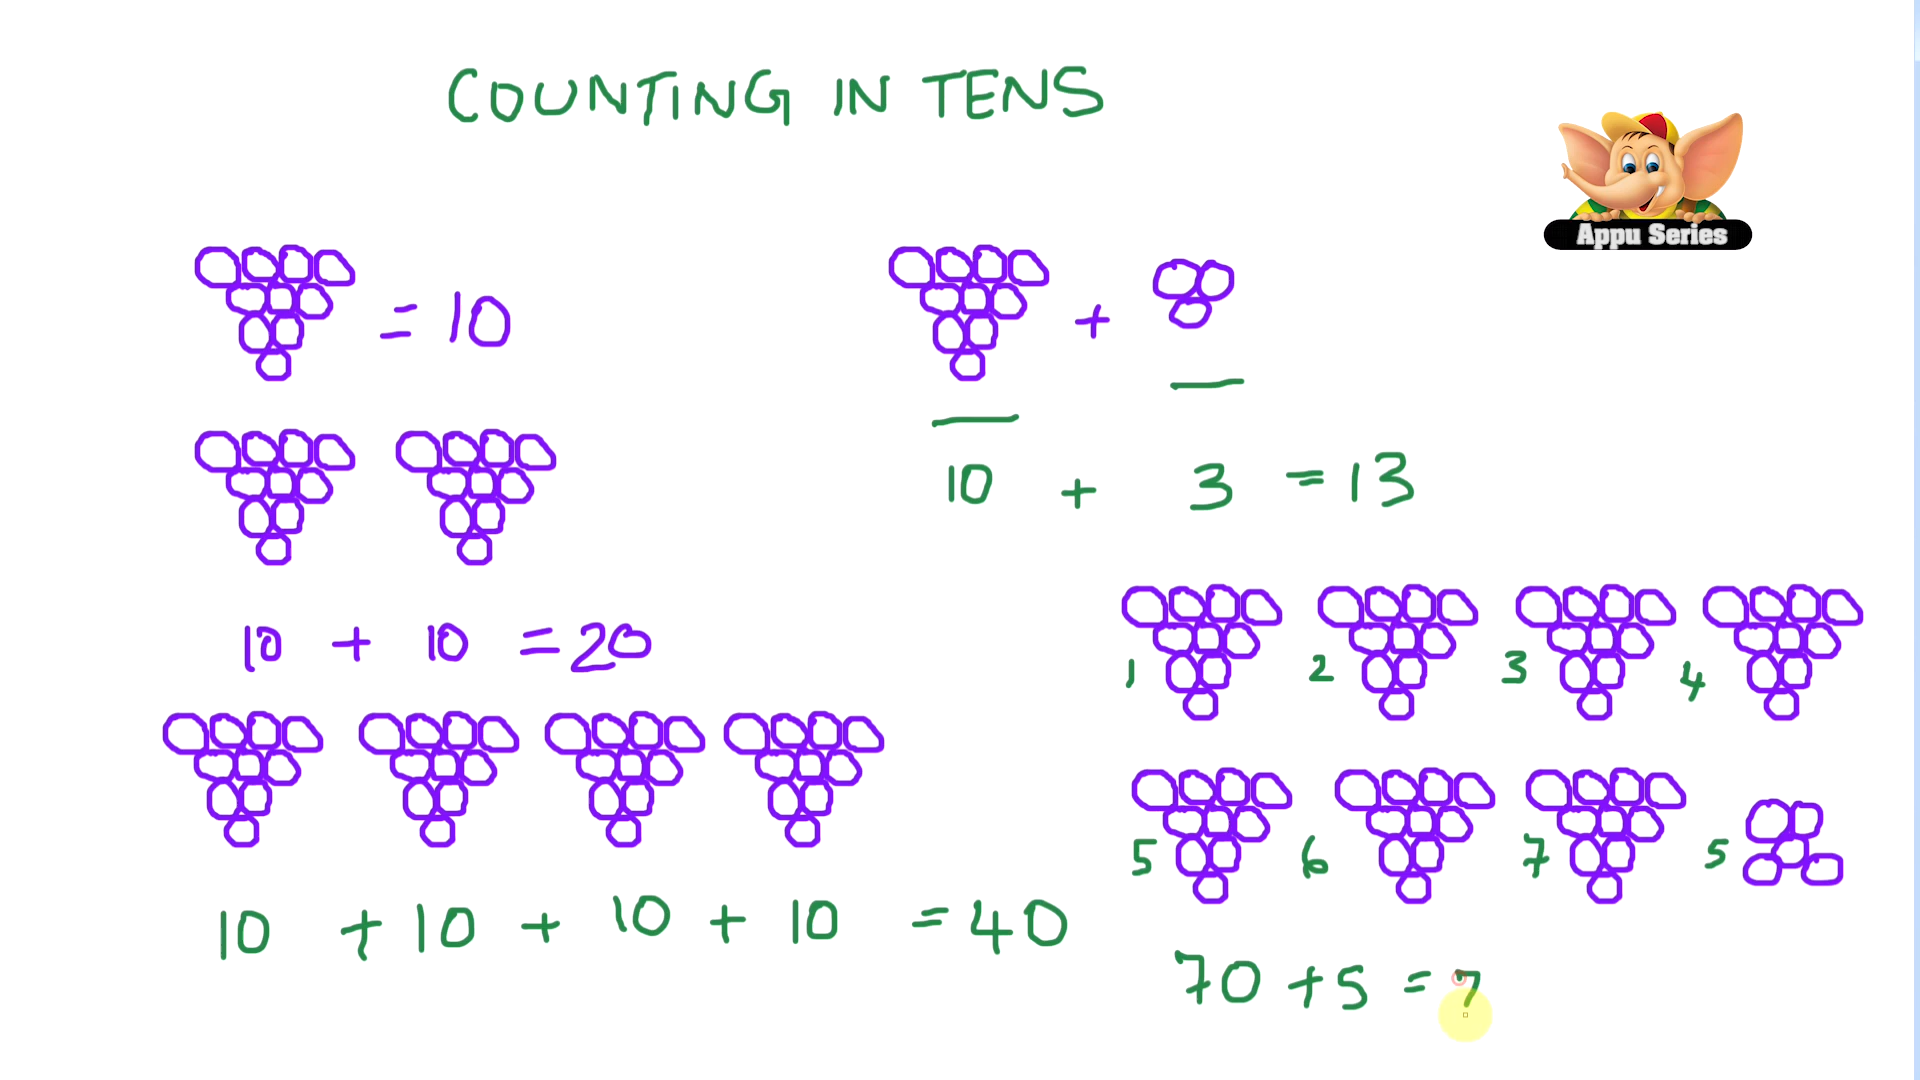 COUNTING IN TENS
Appu Series
= 10
+
10 + 3 = 13
10 + 10 = 20
1 2 3 4
5 6 7 5
10 + 10 + 10 + 10 = 40
70 + 5 = 7